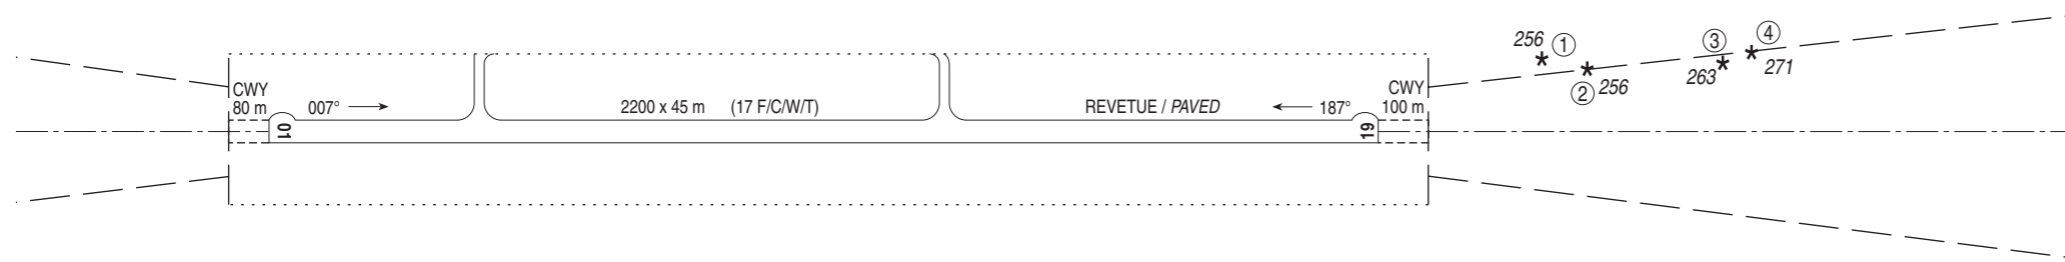 CWY
80 m
007°
01
2200 x 45 m (17 F/C/W/T)
REVETUE / PAVED
187°
CWY
100 m
19
256 ①
② 256
③
263
④
271